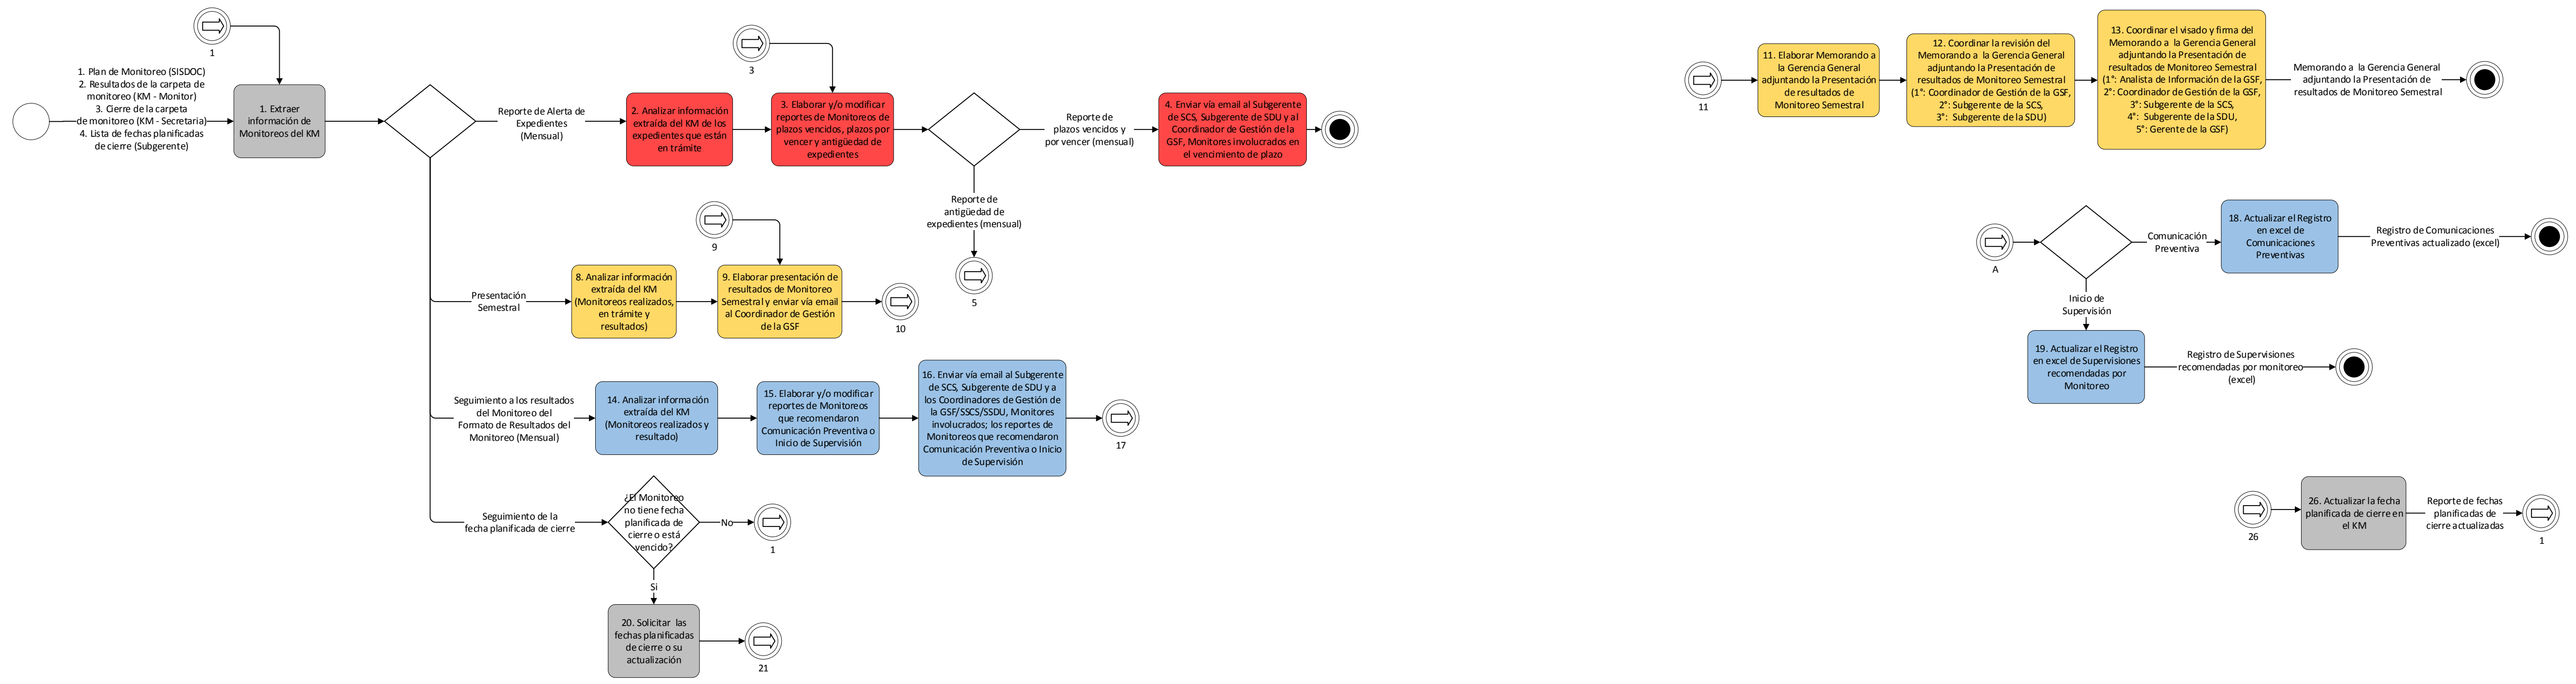 1
1. Plan de Monitoreo (SISDOC)
2. Resultados de la carpeta de
monitoreo (KM - Monitor)
3. Cierre de la carpeta
de monitoreo (KM - Secretaria)
4. Lista de fechas planificadas
de cierre (Subgerente)
1. Extraer
información de
Monitoreos del KM
Reporte de Alerta de
Expedientes
(Mensual)
2. Analizar información
extraída del KM de los
expedientes que están
en trámite
3
3. Elaborar y/o modificar
reportes de Monitoreos de
plazos vencidos, plazos por
vencer y antigüedad de
expedientes
Reporte de
plazos vencidos y
por vencer (mensual)
4. Enviar vía email al Subgerente
de SCS, Subgerente de SDU y al
Coordinador de Gestión de la
GSF, Monitores involucrados en
el vencimiento de plazo
Reporte de
antigüedad de
expedientes (mensual)
5
Presentación
Semestral
8. Analizar información
extraída del KM
(Monitoreos realizados,
en trámite y
resultados)
9
9. Elaborar presentación de
resultados de Monitoreo
Semestral y enviar vía email
al Coordinador de Gestión
de la GSF
10
Seguimiento a los resultados
del Monitoreo del
Formato de Resultados del
Monitoreo (Mensual)
14. Analizar información
extraída del KM
(Monitoreos realizados y
resultado)
15. Elaborar y/o modificar
reportes de Monitoreos
que recomendaron
Comunicación Preventiva o
Inicio de Supervisión
16. Enviar vía email al Subgerente
de SCS, Subgerente de SDU y a
los Coordinadores de Gestión de
la GSF/SSCS/SSDU, Monitores
involucrados; los reportes de
Monitoreos que recomendaron
Comunicación Preventiva o Inicio
de Supervisión
17
Seguimiento de la
fecha planificada de cierre
¿El Monitoreo
no tiene fecha
planificada de
cierre o está
vencido?
No
1
Si
20. Solicitar las
fechas planificadas
de cierre o su
actualización
21
11
11. Elaborar Memorando a
la Gerencia General
adjuntando la Presentación
de resultados de
Monitoreo Semestral
12. Coordinar la revisión del
Memorando a la Gerencia General
adjuntando la Presentación de
resultados de Monitoreo Semestral
(1°: Coordinador de Gestión de la GSF,
2°: Subgerente de la SCS,
3°: Subgerente de la SDU)
13. Coordinar el visado y firma del
Memorando a la Gerencia General
adjuntando la Presentación de
resultados de Monitoreo Semestral
(1°: Analista de Información de la GSF,
2°: Coordinador de Gestión de la GSF,
3°: Subgerente de la SCS,
4°: Subgerente de la SDU,
5°: Gerente de la GSF)
Memorando a la Gerencia General
adjuntando la Presentación de
resultados de Monitoreo Semestral
A
Comunicación
Preventiva
18. Actualizar el Registro
en excel de
Comunicaciones
Preventivas
Registro de Comunicaciones
Preventivas actualizado (excel)
Inicio de
Supervisión
19. Actualizar el Registro
en excel de Supervisiones
recomendadas por
Monitoreo
Registro de Supervisiones
recomendadas por monitoreo
(excel)
26
26. Actualizar la fecha
planificada de cierre en
el KM
Reporte de fechas
planificadas de
cierre actualizadas
1